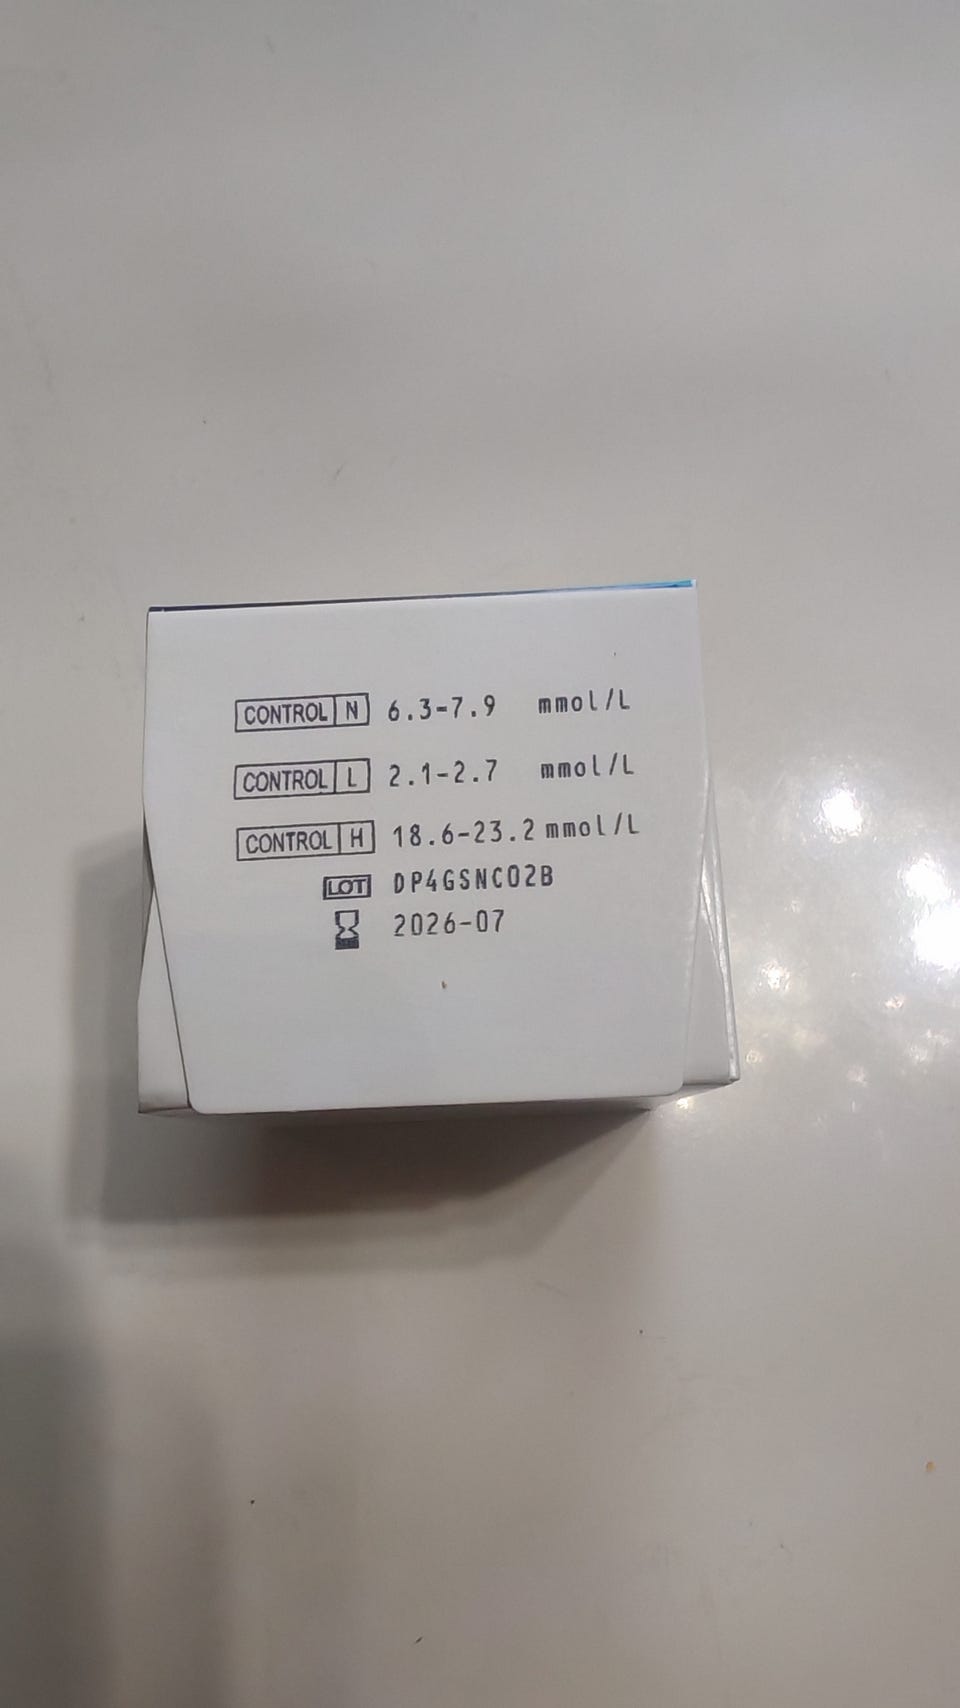 CONTROL N 6.3-7.9 mmol/L
CONTROL L 2.1-2.7 mmol/L
CONTROL H 18.6-23.2 mmol/L
LOT DP4GSNC02B
2026-07